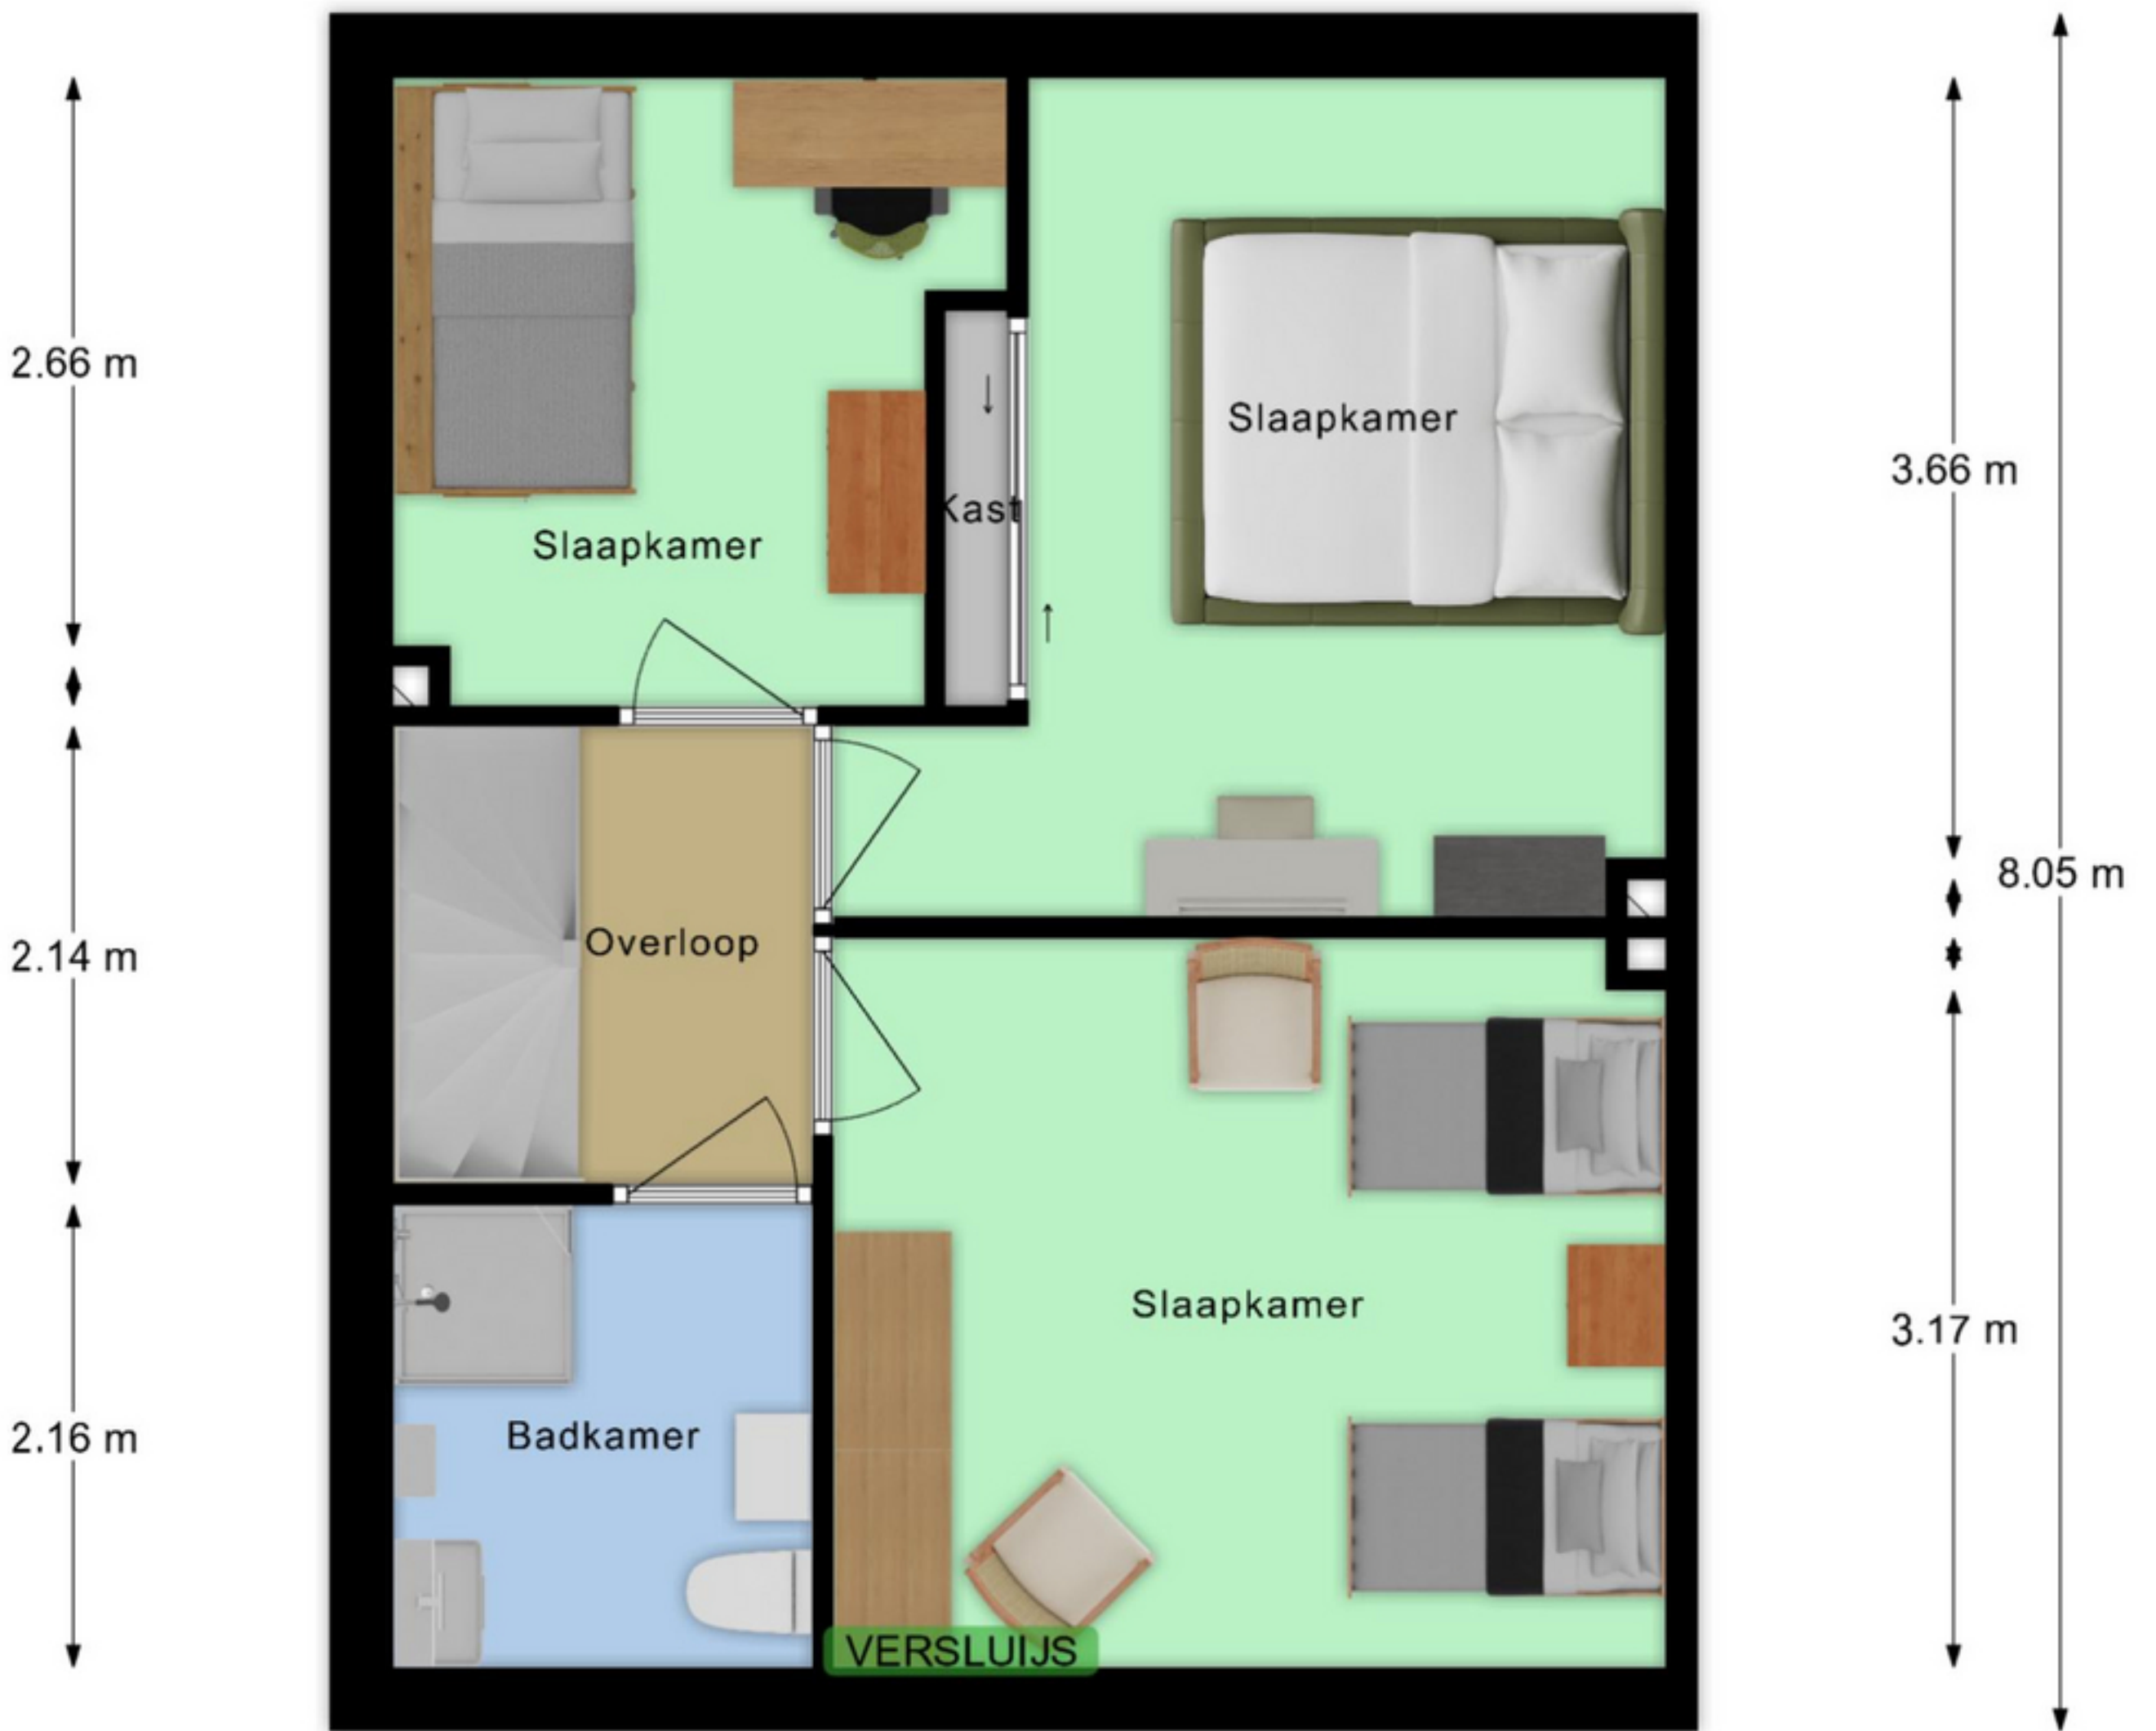 2.66 m
Slaapkamer
Slaapkamer
Kast
3.66 m
8.05 m
2.14 m
Overloop
2.16 m
Badkamer
Slaapkamer
3.17 m
VERSLUIJS